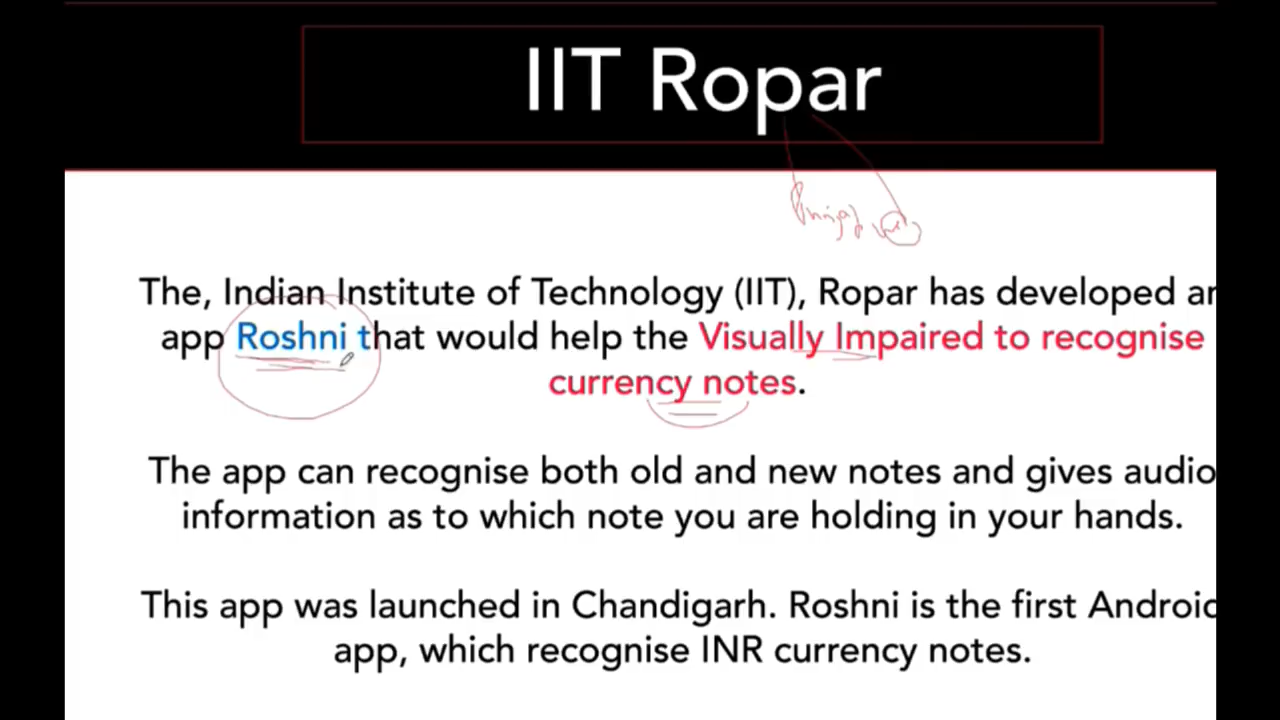 IIT Ropar
Punjab
The, Indian Institute of Technology (IIT), Ropar has developed an
app Roshni that would help the Visually Impaired to recognise
currency notes.
The app can recognise both old and new notes and gives audio
information as to which note you are holding in your hands.
This app was launched in Chandigarh. Roshni is the first Android
app, which recognise INR currency notes.